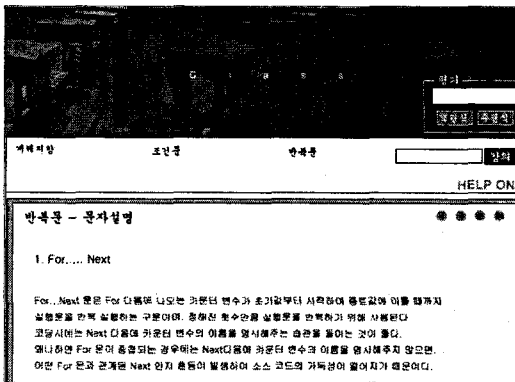 C l a s s
객체지향 조건문 반복문 강의
HELP ON
반복문 - 문자설명
1. For..... Next
For...Next 문은 For 다음에 나오는 카운터 변수가 초기값부터 시작하여 종료값에 이를 때까지
실행문을 반복 실행하는 구문이며, 정해진 횟수만큼 실행문을 반복하기 위해 사용된다
코딩시에는 Next 다음에 카운터 변수의 이름을 명시해주는 습관을 들이는 것이 좋다.
왜냐하면 For 문이 중첩되는 경우에는 Next다음에 카운터 변수의 이름을 명시해주지 않으면,
어떤 For 문과 관계된 Next 인지 혼동이 발생하여 소스 코드의 가독성이 떨어지기 때문이다.